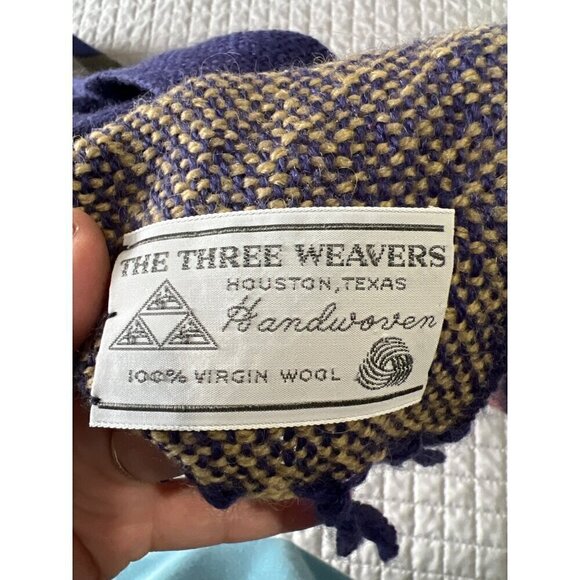 THE THREE WEAVERS
HOUSTON, TEXAS
Handwoven
100% VIRGIN WOOL